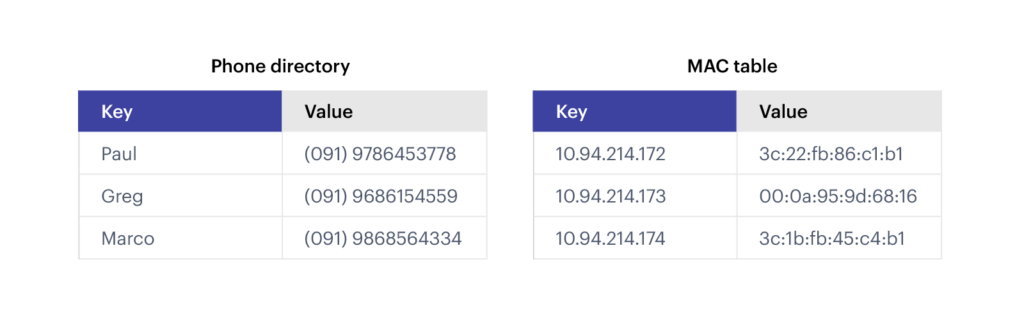 Phone directory
Key Value
Paul (091) 9786453778
Greg (091) 9686154559
Marco (091) 9868564334
MAC table
Key Value
10.94.214.172 3c:22:fb:86:c1:b1
10.94.214.173 00:0a:95:9d:68:16
10.94.214.174 3c:1b:fb:45:c4:b1